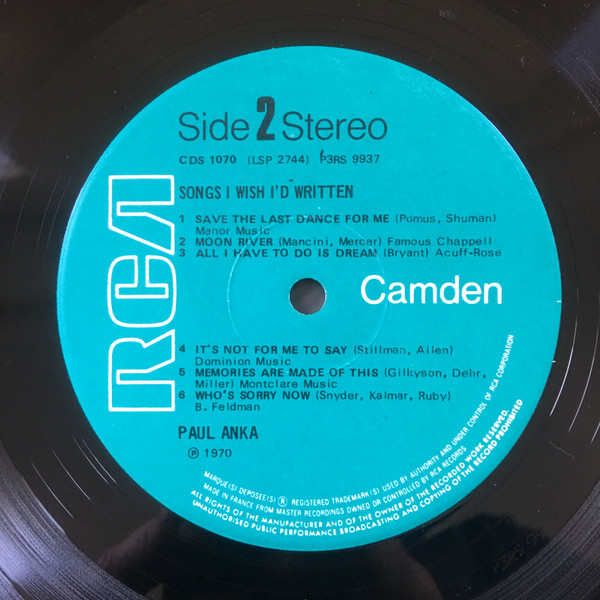 RCA
Side 2 Stereo
CDS 1070 (LSP 2744) P3RS 9937
SONGS I WISH I'D WRITTEN
1 SAVE THE LAST DANCE FOR ME (Pomus, Shuman)
Manor Music
2 MOON RIVER (Mancini, Mercer) Famous Chappell
3 ALL I HAVE TO DO IS DREAM (Bryant) Acuff-Rose
Camden
4 IT'S NOT FOR ME TO SAY (Stillman, Allen)
Dominion Music
5 MEMORIES ARE MADE OF THIS (Gilkyson, Dehr,
Miller) Montclare Music
6 WHO'S SORRY NOW (Snyder, Kalmar, Ruby)
B. Feldman
PAUL ANKA
Ⓟ 1970
MARQUE(S) DEPOSEE(S) ® REGISTERED TRADEMARK(S) USED BY AUTHORITY AND UNDER CONTROL OF RCA CORPORATION
MADE IN FRANCE FROM MASTER RECORDINGS OWNED OR CONTROLLED BY RCA RECORDS
ALL RIGHTS OF THE MANUFACTURER AND OF THE OWNER OF THE RECORDED WORK RESERVED.
UNAUTHORISED PUBLIC PERFORMANCE BROADCASTING AND COPYING OF THE RECORD PROHIBITED